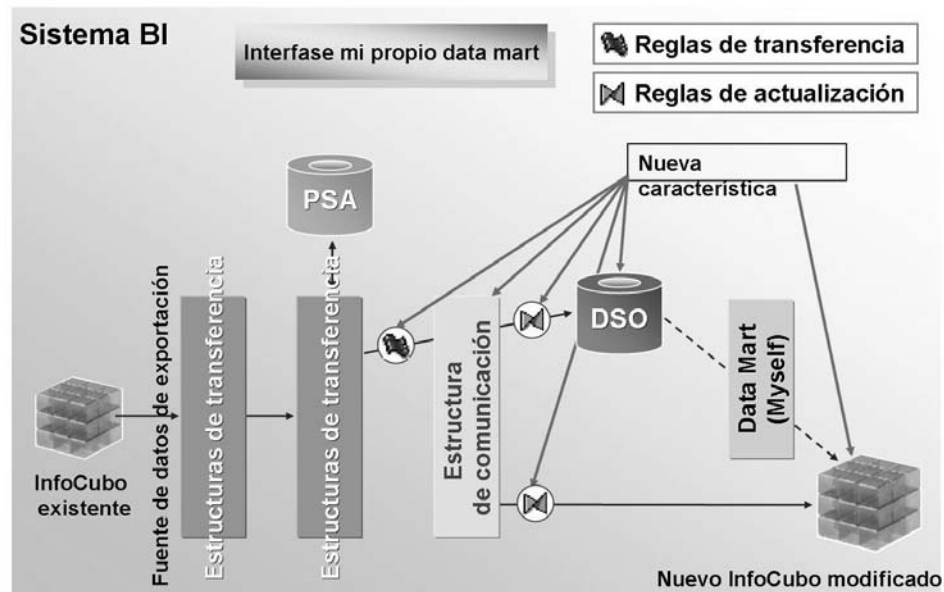 Sistema BI
Interfase mi propio data mart
Reglas de transferencia
Reglas de actualización
Nueva
característica
PSA
Fuente de datos de exportación
Estructuras de transferencia
Estructuras de transferencia
Estructura
de comunicación
DSO
Data Mart
(Myself)
InfoCubo
existente
Nuevo InfoCubo modificado